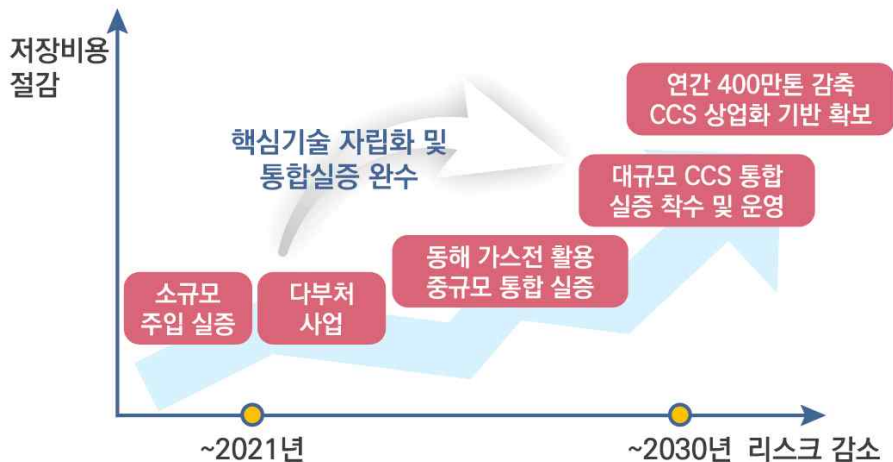 저장비용
절감
연간 400만톤 감축
CCS 상업화 기반 확보
핵심기술 자립화 및
통합실증 완수
대규모 CCS 통합
실증 착수 및 운영
동해 가스전 활용
중규모 통합 실증
소규모
주입 실증
다부처
사업
~2021년
~2030년 리스크 감소